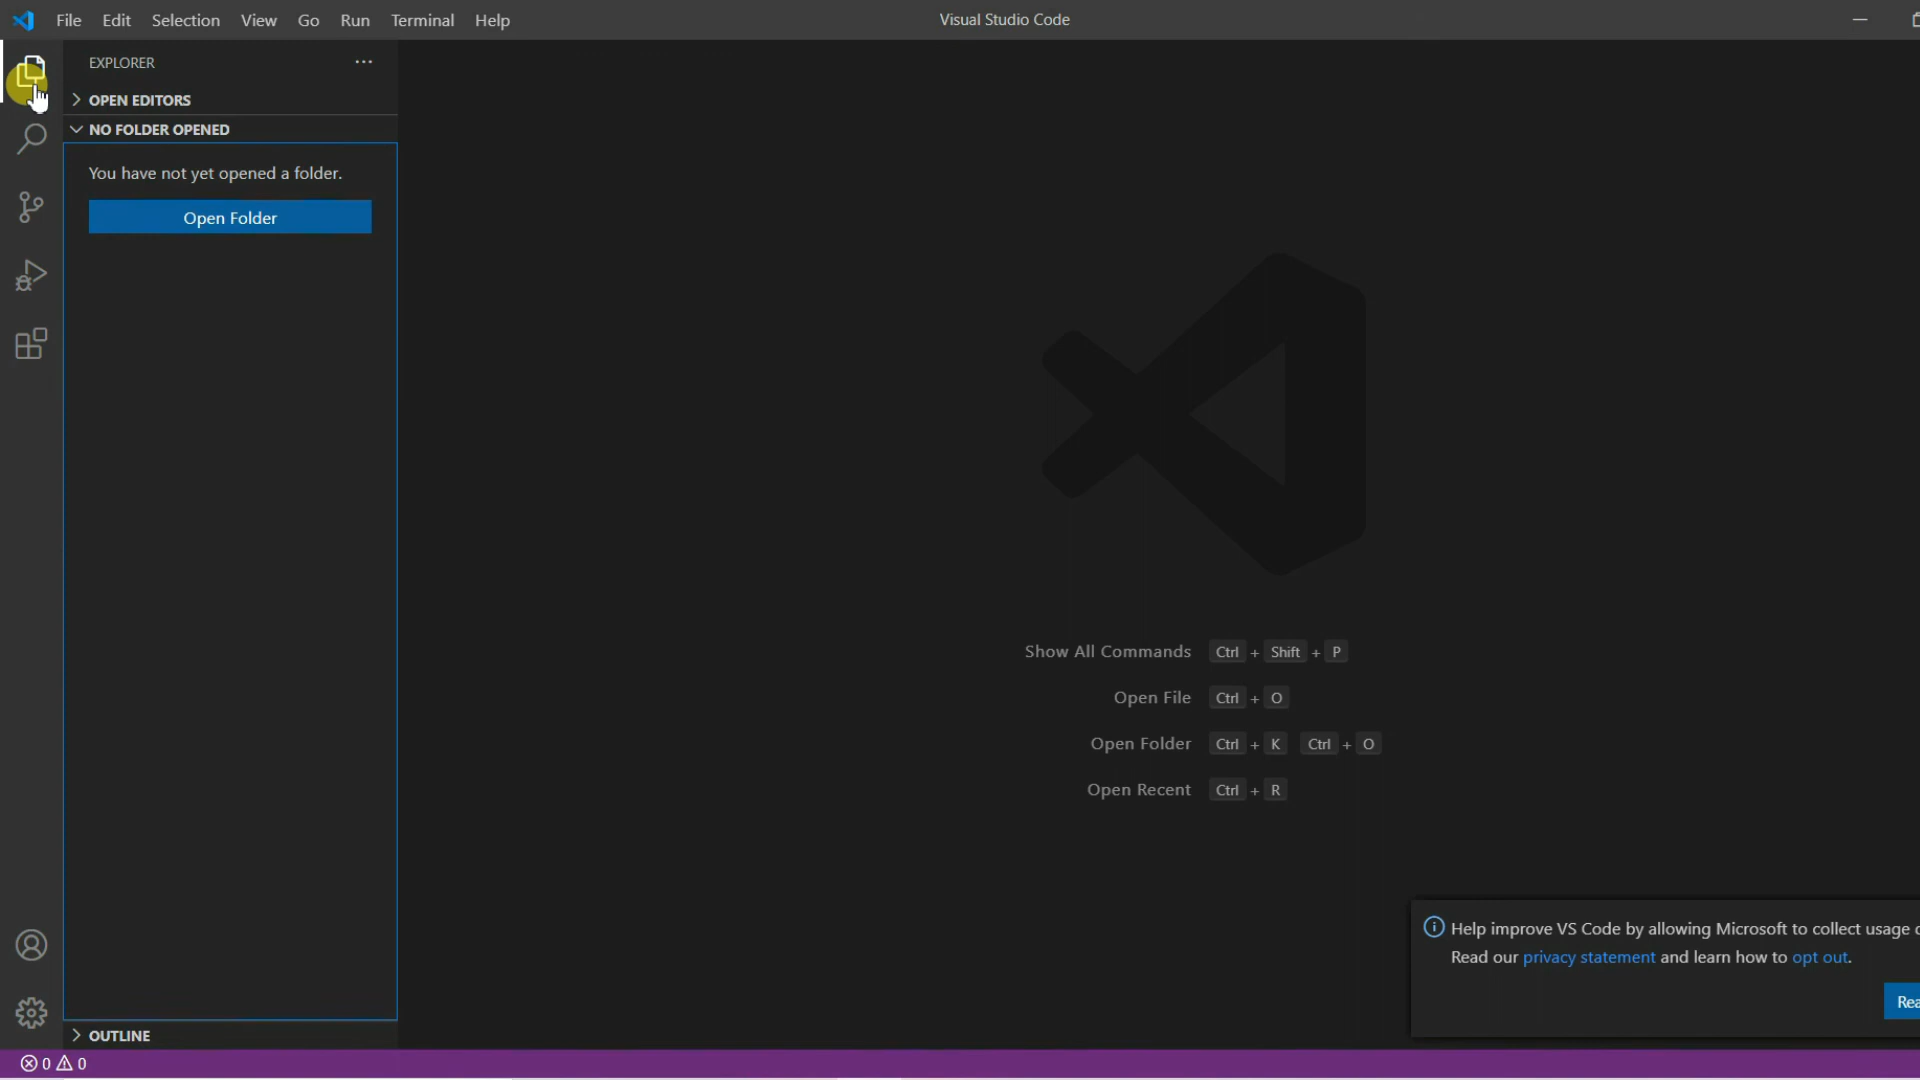 File Edit Selection View Go Run Terminal Help
Visual Studio Code
EXPLORER
OPEN EDITORS
NO FOLDER OPENED
You have not yet opened a folder.
Open Folder
Show All Commands Ctrl + Shift + P
Open File Ctrl + O
Open Folder Ctrl + K Ctrl + O
Open Recent Ctrl + R
Help improve VS Code by allowing Microsoft to collect usage
Read our privacy statement and learn how to opt out.
OUTLINE
0 0